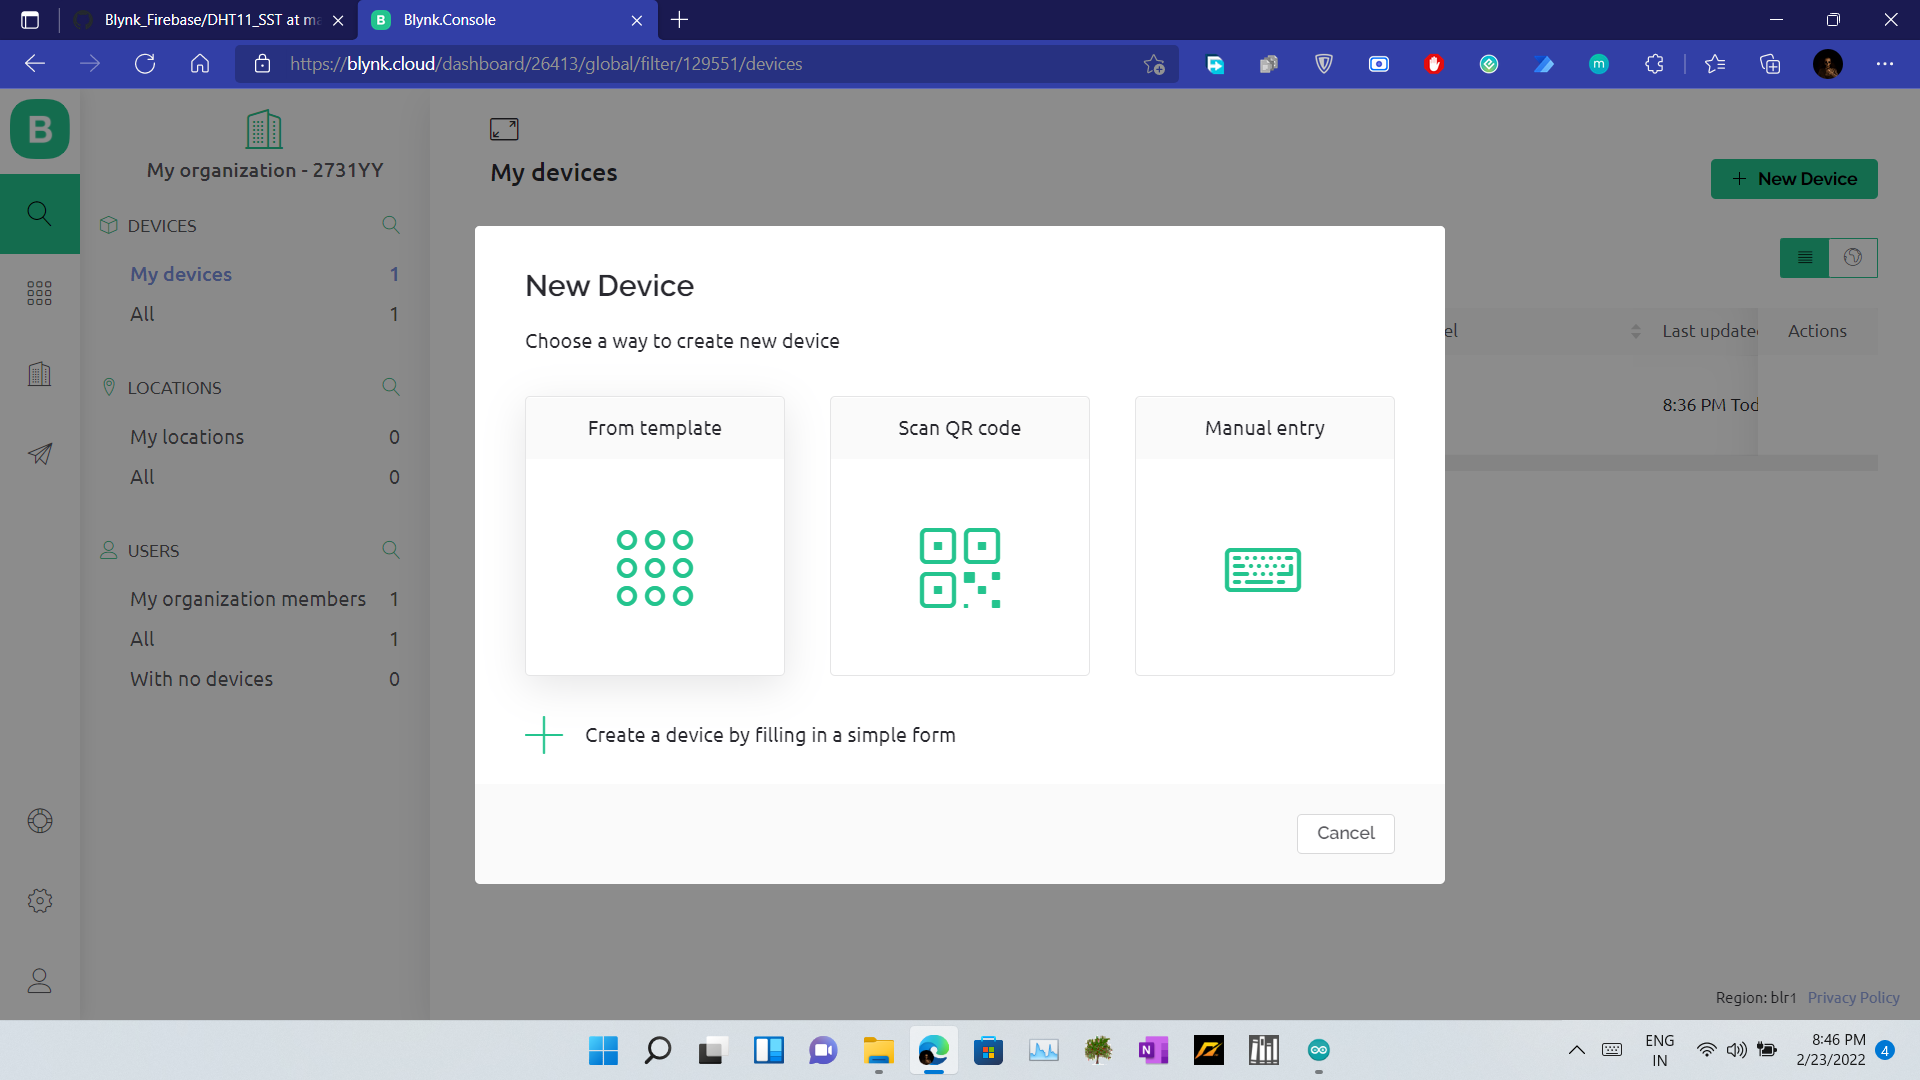 Blynk_Firebase/DHT11_SST at ma
Blynk.Console
https://blynk.cloud/dashboard/26413/global/filter/129551/devices
B
My organization - 2731YY
DEVICES
My devices 1
All 1
LOCATIONS
My locations 0
All 0
USERS
My organization members 1
All 1
With no devices 0
My devices
New Device
el
Last updated
Actions
8:36 PM Tod
New Device
Choose a way to create new device
From template
Scan QR code
Manual entry
Create a device by filling in a simple form
Cancel
Region: blr1 Privacy Policy
ENG
IN
8:46 PM
2/23/2022
4